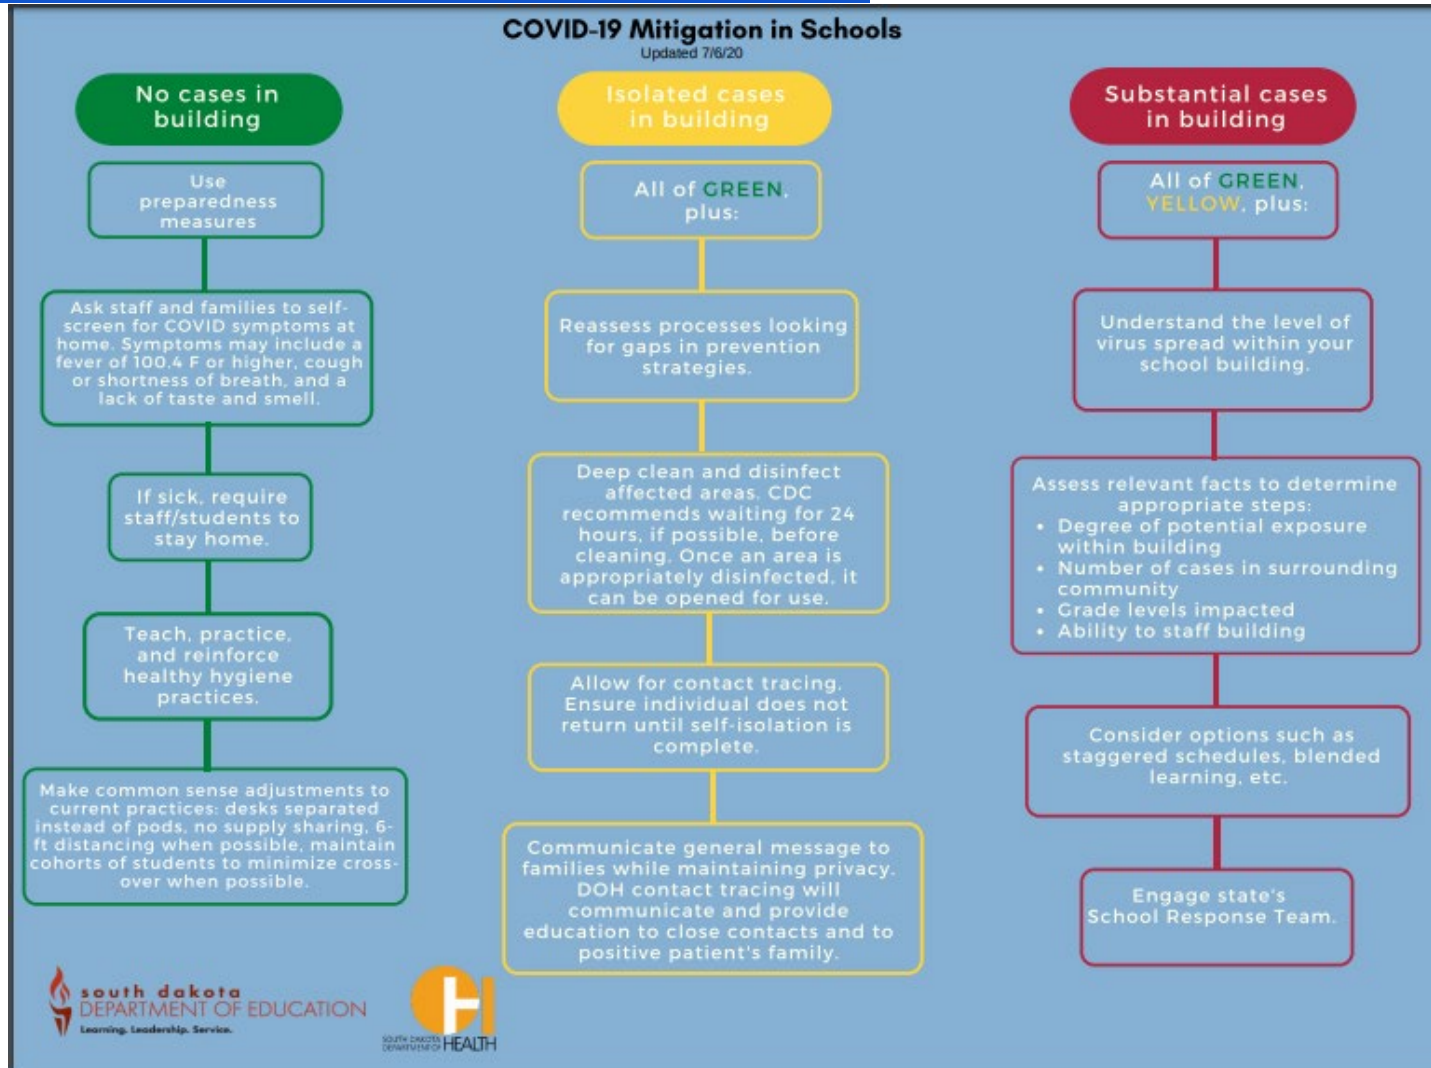 COVID-19 Mitigation in Schools
Updated 7/6/20
No cases in
building
Use
preparedness
measures
Ask staff and families to self-
screen for COVID symptoms at
home. Symptoms may include a
fever of 100.4 F or higher, cough
or shortness of breath, and a
lack of taste and smell.
If sick, require
staff/students to
stay home.
Teach, practice,
and reinforce
healthy hygiene
practices.
Make common sense adjustments to
current practices: desks separated
instead of pods, no supply sharing, 6-
ft distancing when possible, maintain
cohorts of students to minimize cross-
over when possible.
Isolated cases
in building
All of GREEN,
plus:
Reassess processes looking
for gaps in prevention
strategies.
Deep clean and disinfect
affected areas. CDC
recommends waiting for 24
hours, if possible, before
cleaning. Once an area is
appropriately disinfected, it
can be opened for use.
Allow for contact tracing.
Ensure individual does not
return until self-isolation is
complete.
Communicate general message to
families while maintaining privacy.
DOH contact tracing will
communicate and provide
education to close contacts and to
positive patient's family.
Substantial cases
in building
All of GREEN,
YELLOW, plus:
Understand the level of
virus spread within your
school building.
Assess relevant facts to determine
appropriate steps:
• Degree of potential exposure
within building
• Number of cases in surrounding
community
• Grade levels impacted
• Ability to staff building
Consider options such as
staggered schedules, blended
learning, etc.
Engage state's
School Response Team.
south dakota
DEPARTMENT OF EDUCATION
Learning. Leadership. Service.
SOUTH DAKOTA
DEPARTMENT OF HEALTH